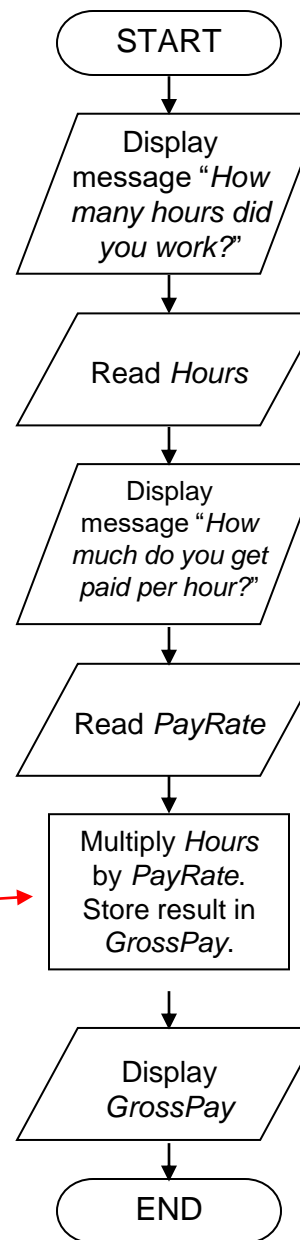 START
Display
message “How
many hours did
you work?”
Read Hours
Display
message “How
much do you get
paid per hour?”
Read PayRate
Multiply Hours
by PayRate.
Store result in
GrossPay.
Display
GrossPay
END